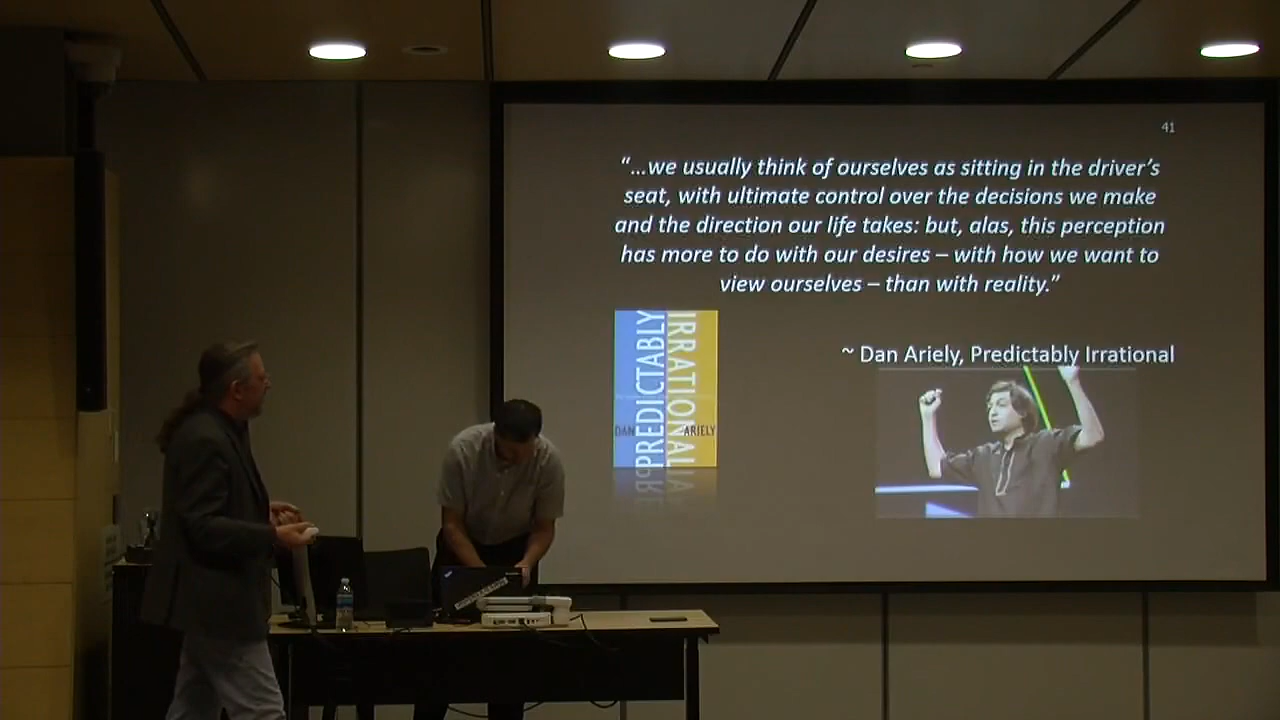 41
“...we usually think of ourselves as sitting in the driver’s
seat, with ultimate control over the decisions we make
and the direction our life takes: but, alas, this perception
has more to do with our desires – with how we want to
view ourselves – than with reality.”
~ Dan Ariely, Predictably Irrational
PREDICTABLY
IRRATIONAL
DAN ARIELY